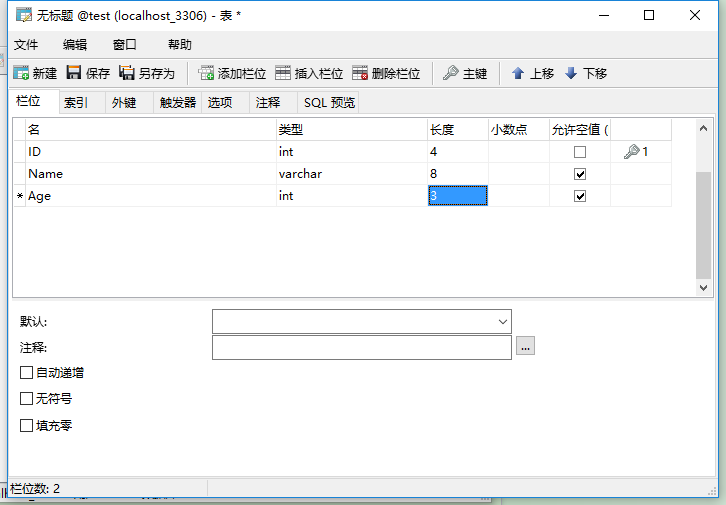 无标题 @test (localhost_3306) - 表 *
文件 编辑 窗口 帮助
新建 保存 另存为 添加栏位 插入栏位 删除栏位 主键 上移 下移
栏位 索引 外键 触发器 选项 注释 SQL 预览
名 类型 长度 小数点 允许空值 (
ID int 4 1
Name varchar 8
* Age int 3
默认:
注释: ...
自动递增
无符号
填充零
栏位数: 2